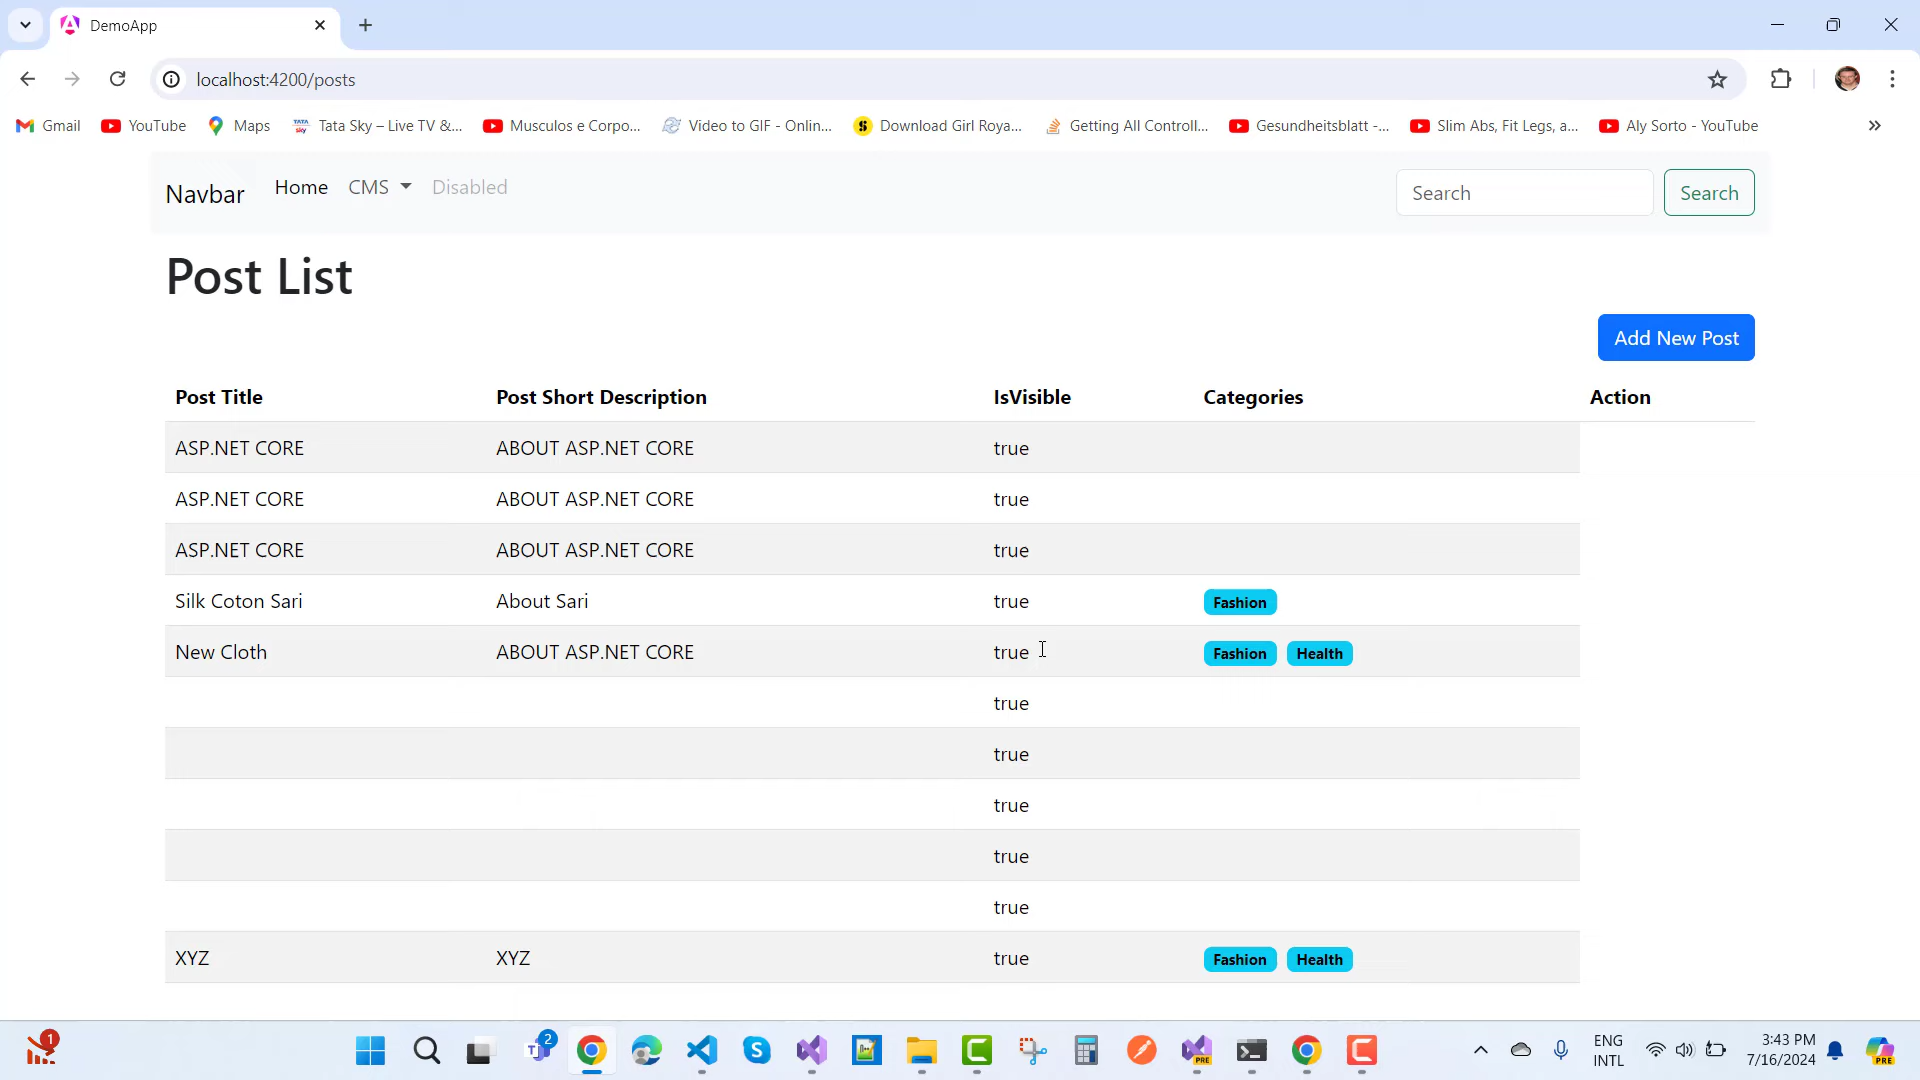 DemoApp
localhost:4200/posts
Gmail YouTube Maps Tata Sky – Live TV &... Musculos e Corpo... Video to GIF - Onlin... Download Girl Roya... Getting All Controll... Gesundheitsblatt -... Slim Abs, Fit Legs, a... Aly Sorto - YouTube
Navbar Home CMS Disabled Search Search
Post List
Add New Post
Post Title Post Short Description IsVisible Categories Action
ASP.NET CORE ABOUT ASP.NET CORE true
ASP.NET CORE ABOUT ASP.NET CORE true
ASP.NET CORE ABOUT ASP.NET CORE true
Silk Coton Sari About Sari true Fashion
New Cloth ABOUT ASP.NET CORE true Fashion Health
true
true
true
true
true
XYZ XYZ true Fashion Health
1 2 PRE ENG 3:43 PM PRE
INTL 7/16/2024